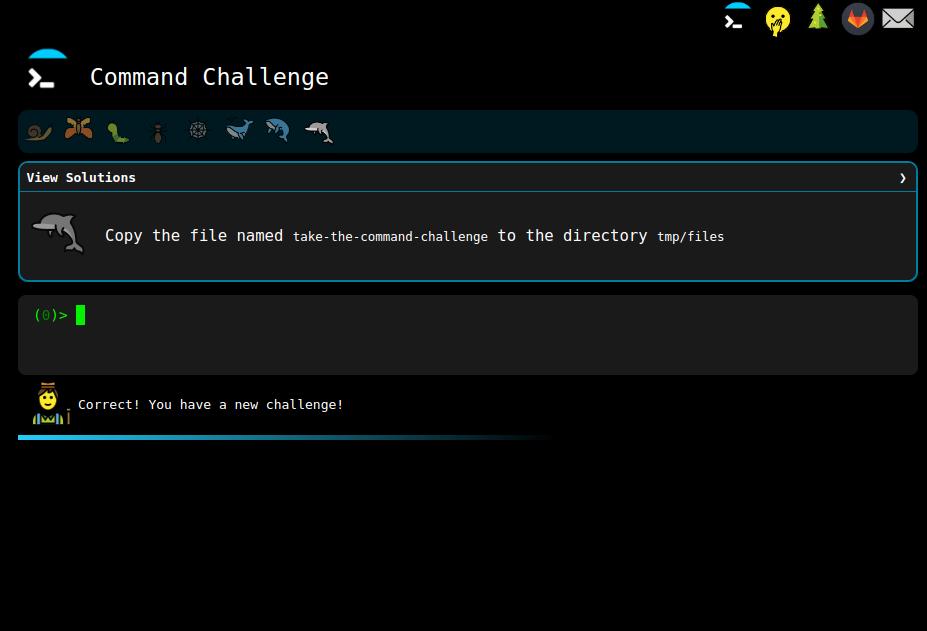 Command Challenge
View Solutions ❯
Copy the file named take-the-command-challenge to the directory tmp/files
(0)>
Correct! You have a new challenge!